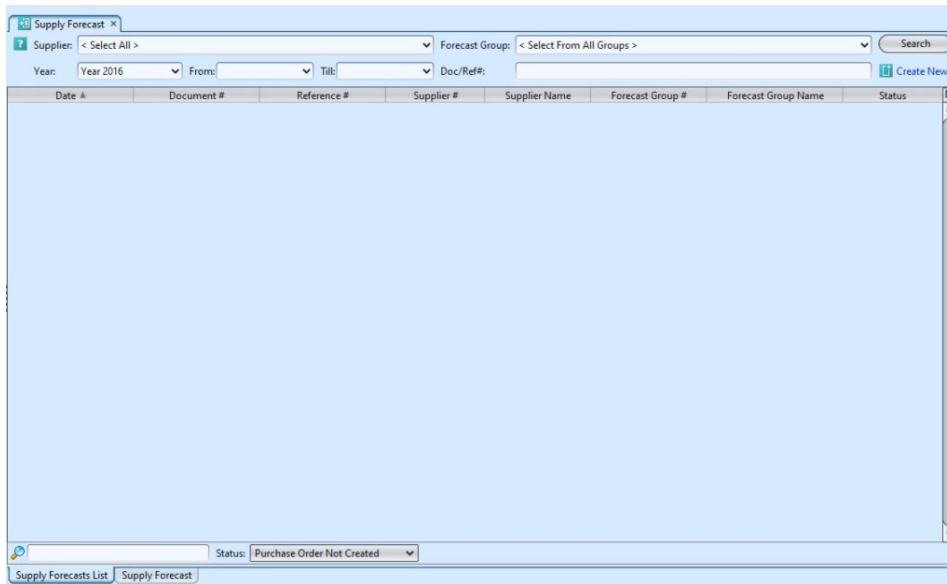 Supply Forecast ×
? Supplier: < Select All > Forecast Group: < Select From All Groups > Search
Year: Year 2016 From: Till: Doc/Ref#: Create New
Date Document # Reference # Supplier # Supplier Name Forecast Group # Forecast Group Name Status
Status: Purchase Order Not Created
Supply Forecasts List Supply Forecast